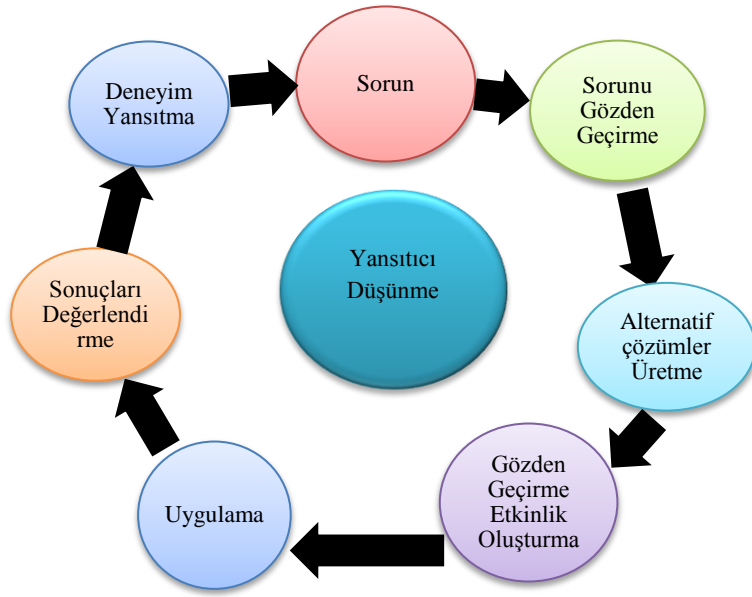 Sorun
Sorunu
Gözden
Geçirme
Alternatif
çözümler
Üretme
Gözden
Geçirme
Etkinlik
Oluşturma
Uygulama
Sonuçları
Değerlendi
rme
Deneyim
Yansıtma
Yansıtıcı
Düşünme